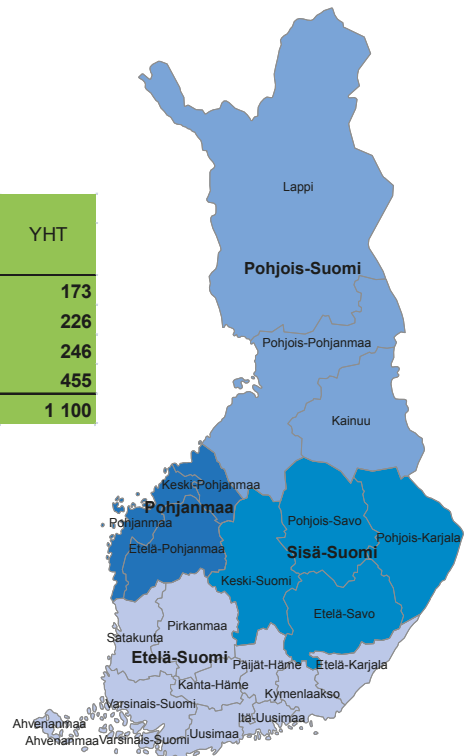 YHT
173
226
246
455
1 100
Lappi
Pohjois-Suomi
Pohjois-Pohjanmaa
Kainuu
Keski-Pohjanmaa
Pohjanmaa
Pohjanmaa
Etelä-Pohjanmaa
Pohjois-Savo
Pohjois-Karjala
Sisä-Suomi
Keski-Suomi
Etelä-Savo
Pirkanmaa
Satakunta
Etelä-Suomi
Päijät-Häme
Etelä-Karjala
Kanta-Häme
Kymenlaakso
Varsinais-Suomi
Itä-Uusimaa
Ahvenanmaa
Uusimaa
Ahvenanmaa
Varsinais-Suomi